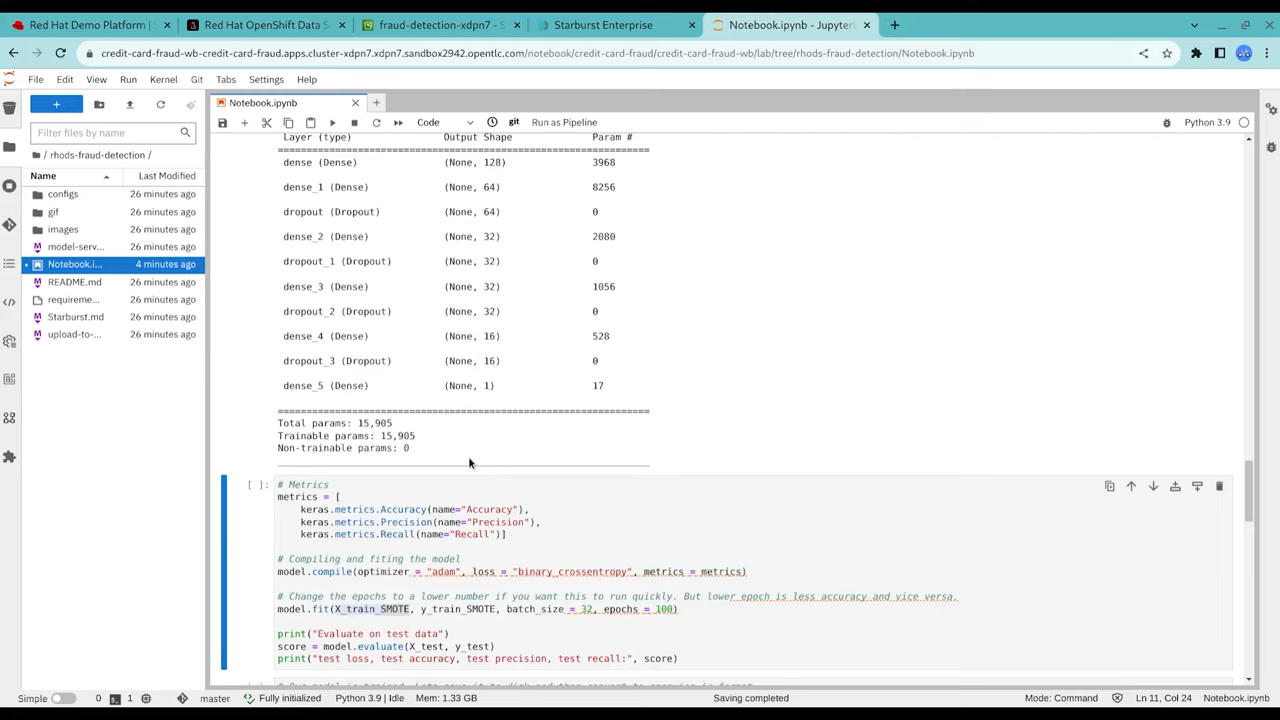 Red Hat Demo Platform | S
Red Hat OpenShift Data S
fraud-detection-xdpn7 - S
Starburst Enterprise
Notebook.ipynb - Jupyter
credit-card-fraud-wb-credit-card-fraud.apps.cluster-xdpn7.xdpn7.sandbox2942.opentlc.com/notebook/credit-card-fraud/credit-card-fraud-wb/lab/tree/rhods-fraud-detection/Notebook.ipynb
File Edit View Run Kernel Git Tabs Settings Help
Notebook.ipynb
Code git Run as Pipeline Python 3.9
Filter files by name
/ rhods-fraud-detection /
Name Last Modified
configs 26 minutes ago
gif 26 minutes ago
images 26 minutes ago
model-serv... 26 minutes ago
Notebook.i... 4 minutes ago
README.md 26 minutes ago
requireme... 26 minutes ago
Starburst.md 26 minutes ago
upload-to-... 26 minutes ago
Layer (type) Output Shape Param #
=================================================================
dense (Dense) (None, 128) 3968
dense_1 (Dense) (None, 64) 8256
dropout (Dropout) (None, 64) 0
dense_2 (Dense) (None, 32) 2080
dropout_1 (Dropout) (None, 32) 0
dense_3 (Dense) (None, 32) 1056
dropout_2 (Dropout) (None, 32) 0
dense_4 (Dense) (None, 16) 528
dropout_3 (Dropout) (None, 16) 0
dense_5 (Dense) (None, 1) 17
=================================================================
Total params: 15,905
Trainable params: 15,905
Non-trainable params: 0
[ ]: # Metrics
metrics = [
keras.metrics.Accuracy(name="Accuracy"),
keras.metrics.Precision(name="Precision"),
keras.metrics.Recall(name="Recall")]
# Compiling and fiting the model
model.compile(optimizer = "adam", loss = "binary_crossentropy", metrics = metrics)
# Change the epochs to a lower number if you want this to run quickly. But lower epoch is less accuracy and vice versa.
model.fit(X_train_SMOTE, y_train_SMOTE, batch_size = 32, epochs = 100)
print("Evaluate on test data")
score = model.evaluate(X_test, y_test)
print("test loss, test accuracy, test precision, test recall:", score)
Simple 0 1 master Fully initialized Python 3.9 | Idle Mem: 1.33 GB Saving completed Mode: Command Ln 11, Col 24 Notebook.ipynb